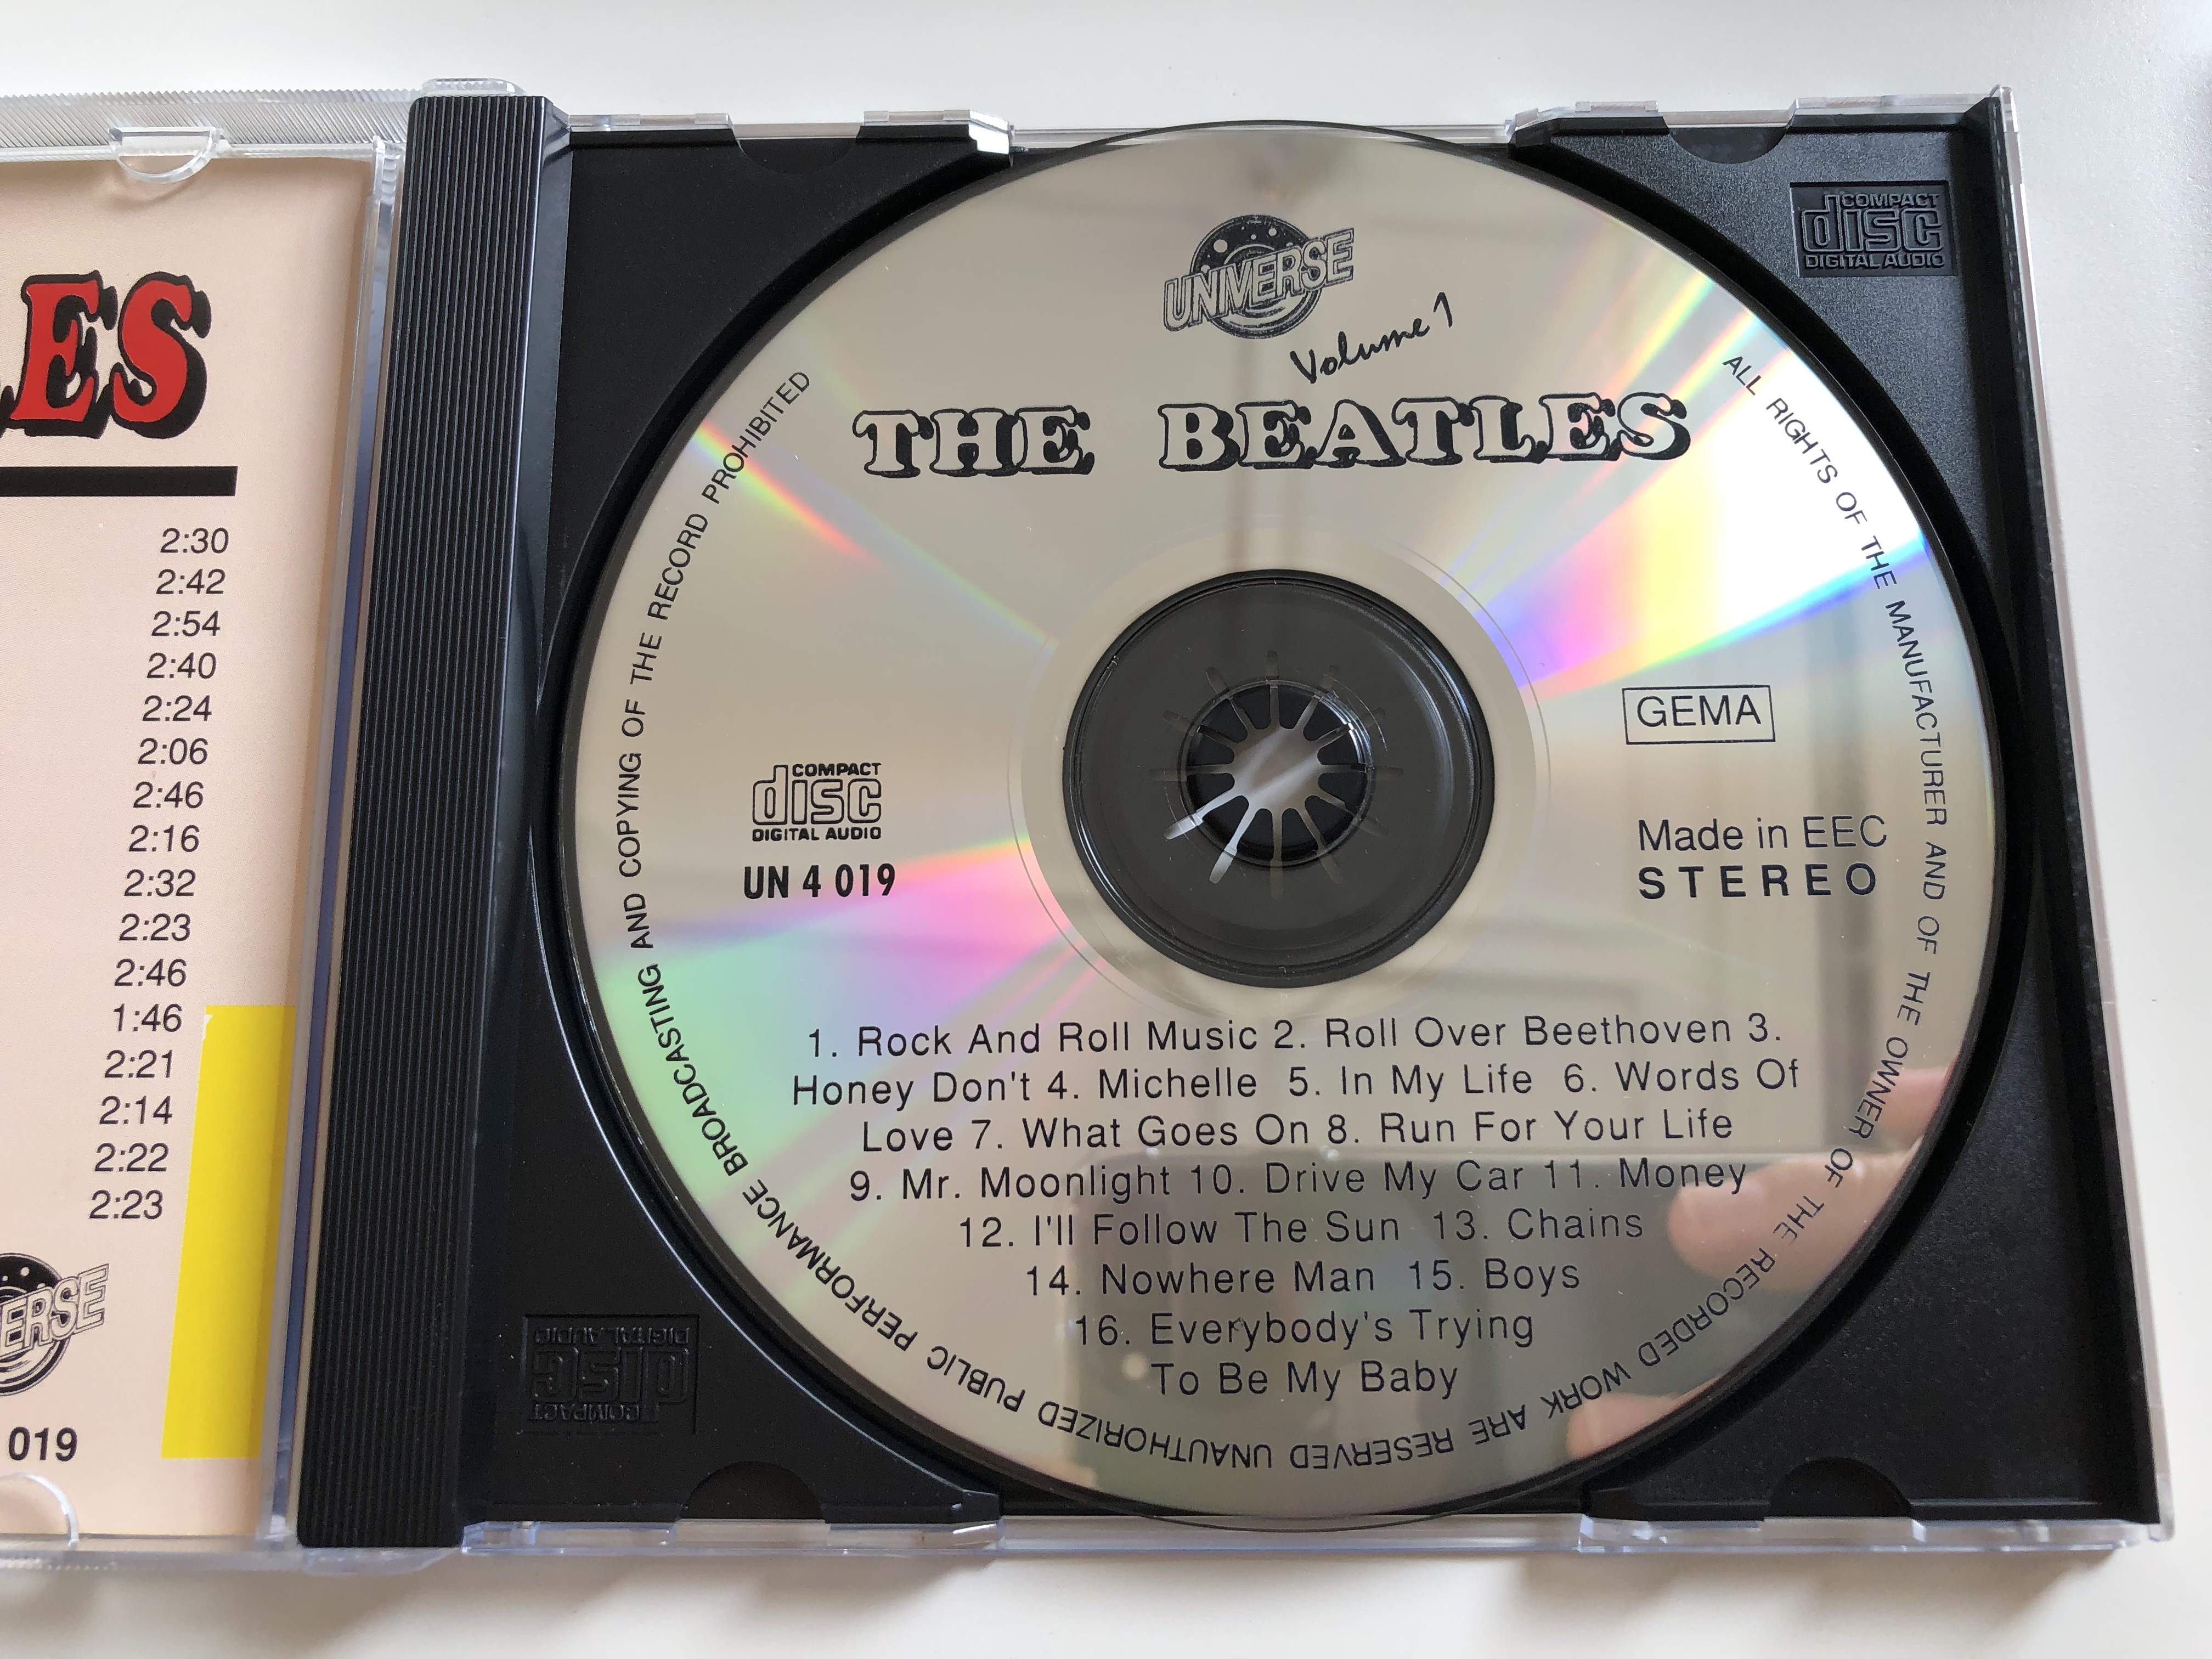 LES
2:30
2:42
2:54
2:40
2:24
2:06
2:46
2:16
2:32
2:23
2:46
1:46
2:21
2:14
2:22
2:23
ERSE
019
COMPACT
disc
DIGITAL AUDIO
UNIVERSE
Volume 1
THE BEATLES
ALL RIGHTS OF THE MANUFACTURER AND OF THE OWNER OF THE RECORDED WORK ARE RESERVED UNAUTHORIZED PUBLIC PERFORMANCE BROADCASTING AND COPYING OF THE RECORD PROHIBITED
GEMA
COMPACT
disc
DIGITAL AUDIO
UN 4 019
Made in EEC
STEREO
1. Rock And Roll Music 2. Roll Over Beethoven 3.
Honey Don't 4. Michelle 5. In My Life 6. Words Of
Love 7. What Goes On 8. Run For Your Life
9. Mr. Moonlight 10. Drive My Car 11. Money
12. I'll Follow The Sun 13. Chains
14. Nowhere Man 15. Boys
16. Everybody's Trying
To Be My Baby
COMPACT
disc
DIGITAL AUDIO